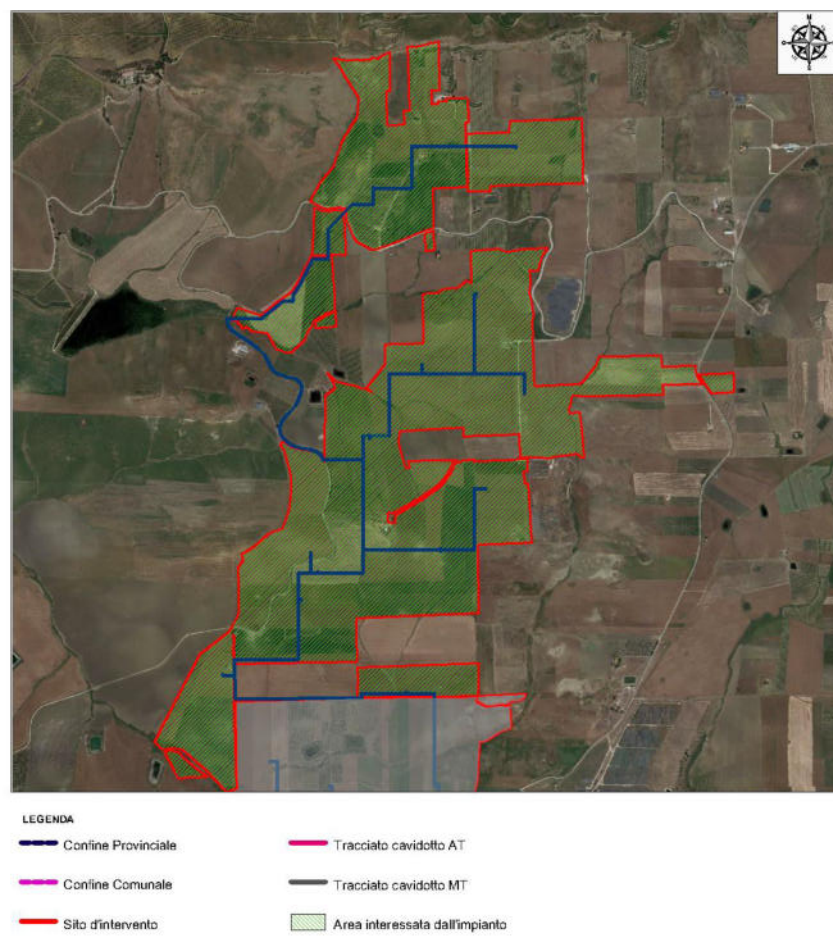 N
LEGENDA
Confine Provinciale
Tracciato cavidotto AT
Confine Comunale
Tracciato cavidotto MT
Sito d'intervento
Area interessata dall'impianto